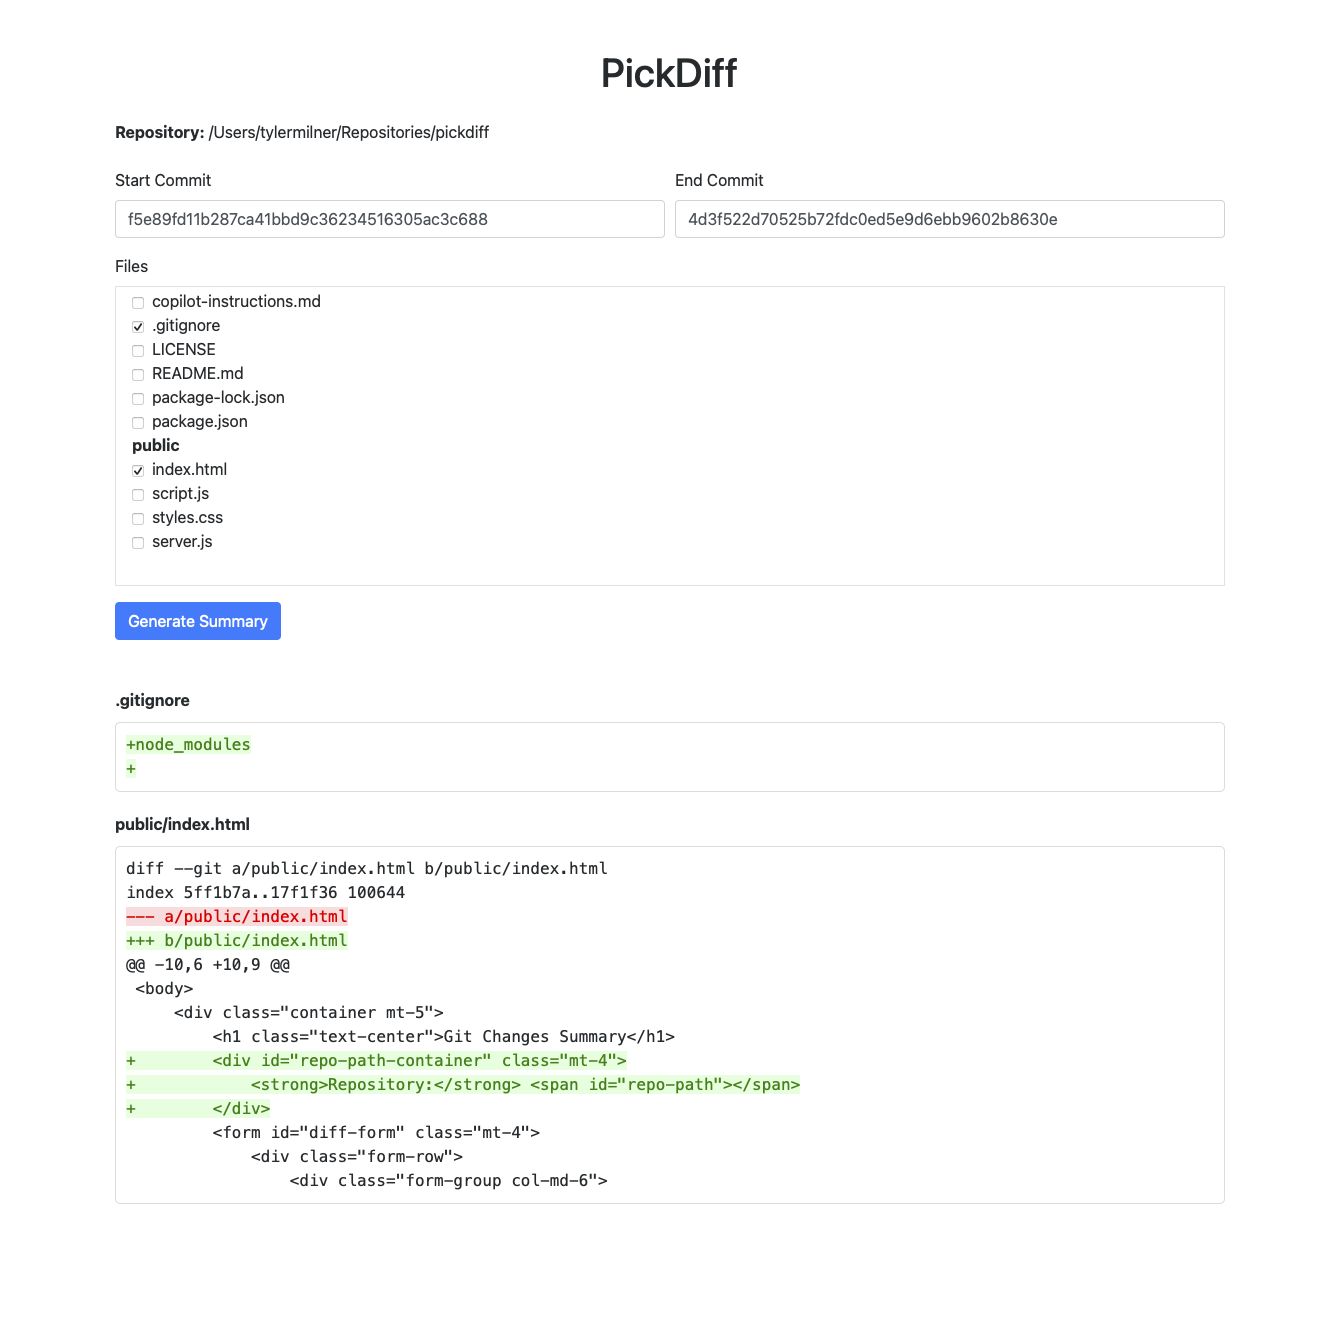 PickDiff
Repository: /Users/tylermilner/Repositories/pickdiff
Start Commit
End Commit
f5e89fd11b287ca41bbd9c36234516305ac3c688
4d3f522d70525b72fdc0ed5e9d6ebb9602b8630e
Files
copilot-instructions.md
.gitignore
LICENSE
README.md
package-lock.json
package.json
public
index.html
script.js
styles.css
server.js
Generate Summary
.gitignore
+node_modules
+
public/index.html
diff --git a/public/index.html b/public/index.html
index 5ff1b7a..17f1f36 100644
--- a/public/index.html
+++ b/public/index.html
@@ -10,6 +10,9 @@
 <body>
     <div class="container mt-5">
         <h1 class="text-center">Git Changes Summary</h1>
+        <div id="repo-path-container" class="mt-4">
+            <strong>Repository:</strong> <span id="repo-path"></span>
+        </div>
         <form id="diff-form" class="mt-4">
             <div class="form-row">
                 <div class="form-group col-md-6">